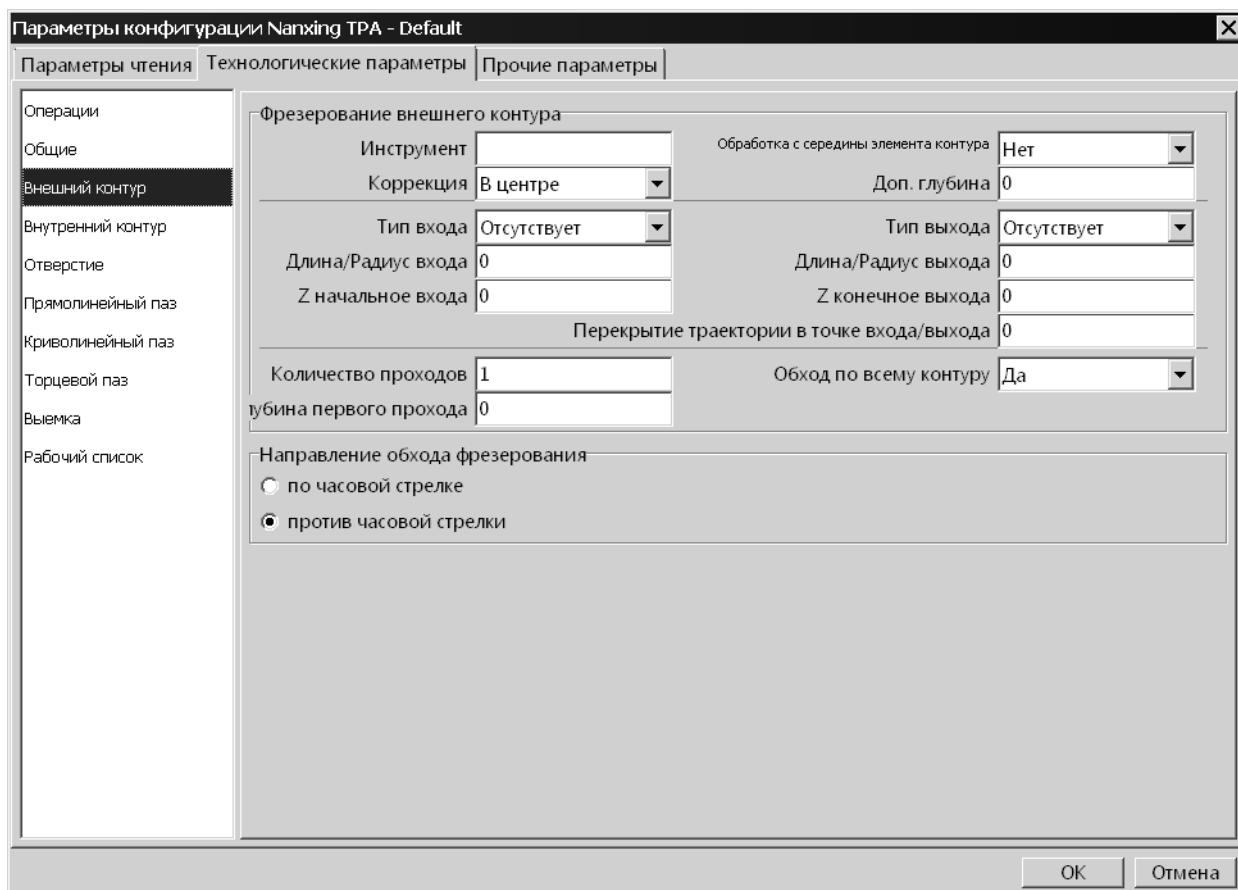 Параметры конфигурации Nanxing TPA - Default
Параметры чтения Технологические параметры Прочие параметры
Операции
Общие
Внешний контур
Внутренний контур
Отверстие
Прямолинейный паз
Криволинейный паз
Торцевой паз
Выемка
Рабочий список
Фрезерование внешнего контура
Инструмент Обработка с середины элемента контура Нет
Коррекция В центре Доп. глубина 0
Тип входа Отсутствует Тип выхода Отсутствует
Длина/Радиус входа 0 Длина/Радиус выхода 0
Z начальное входа 0 Z конечное выхода 0
Перекрытие траектории в точке входа/выхода 0
Количество проходов 1 Обход по всему контуру Да
лубина первого прохода 0
Направление обхода фрезерования
по часовой стрелке
против часовой стрелки
OK Отмена